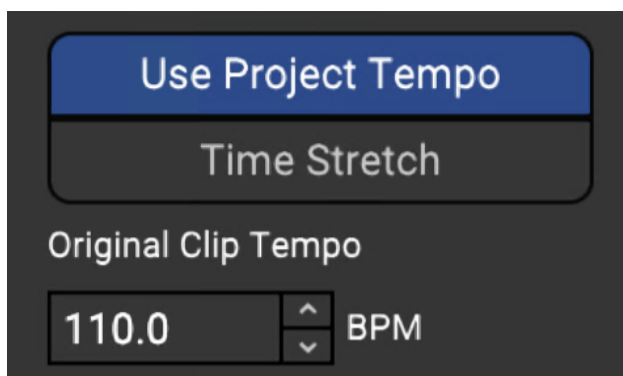 Use Project Tempo
Time Stretch
Original Clip Tempo
110.0 BPM